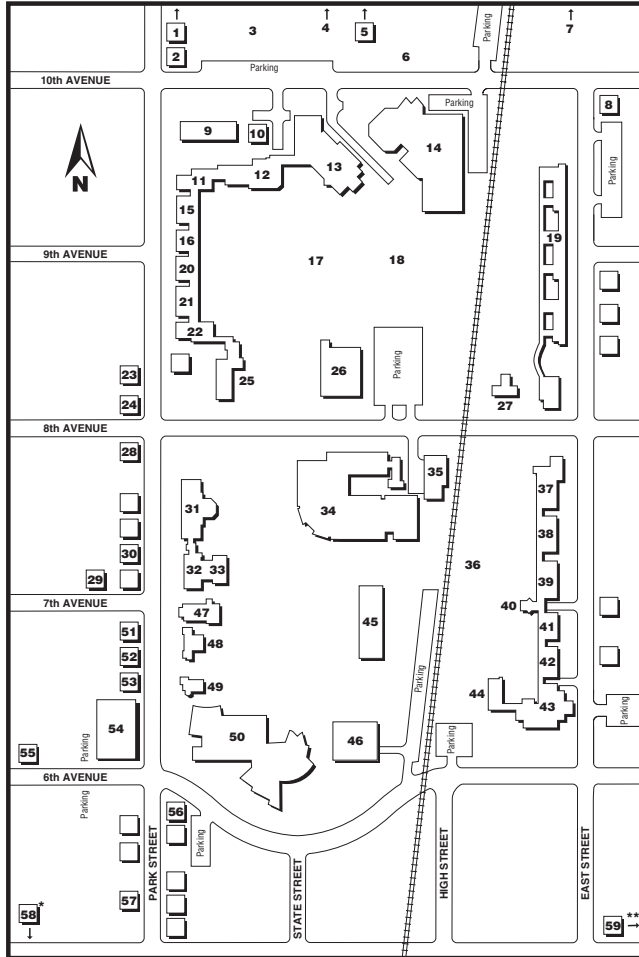 1
3
4
5
7
2
6
Parking
Parking
10th AVENUE
8
9
10
Parking
14
13
12
11
Parking
N
15
16
19
9th AVENUE
17
18
20
21
22
23
25
26
Parking
27
24
8th AVENUE
28
35
37
31
34
38
30
29
32
33
36
39
7th AVENUE
40
47
45
41
51
48
52
42
53
49
Parking
44
43
54
50
46
Parking
Parking
55
Parking
6th AVENUE
Parking
56
Parking
57
PARK STREET
STATE STREET
HIGH STREET
EAST STREET
58 *
59 **